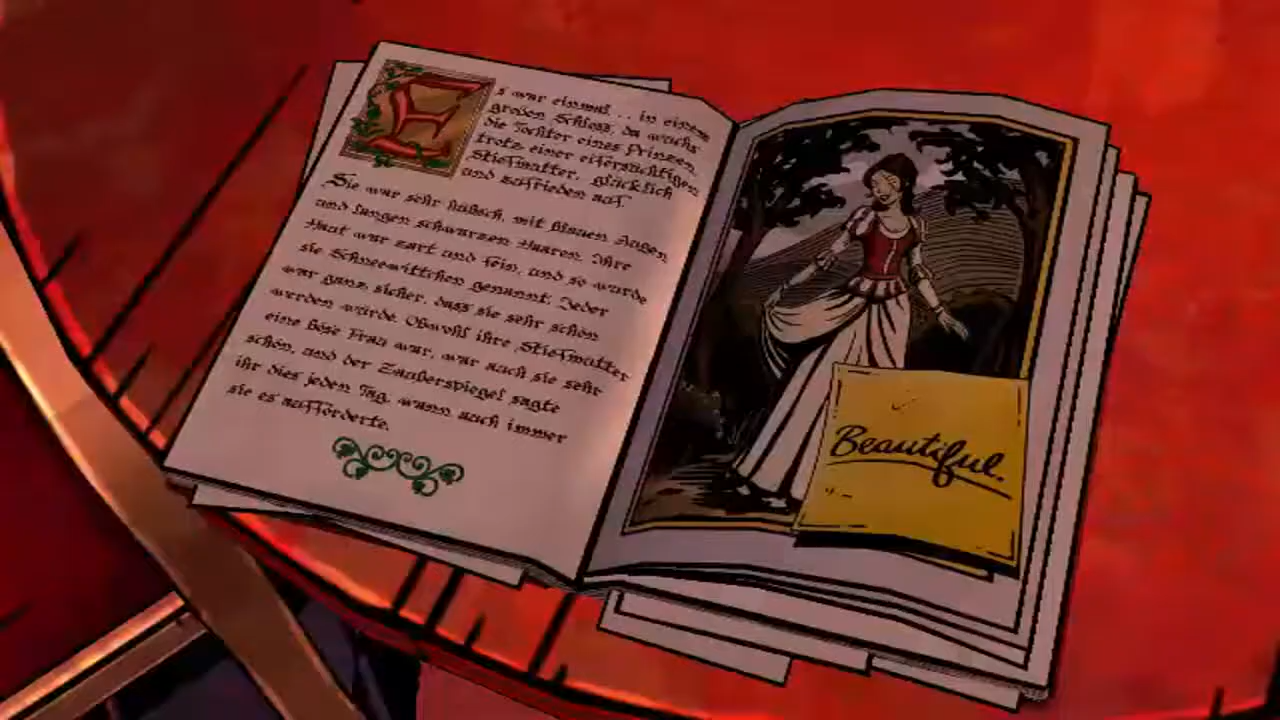 Es war einmal... in einem
großen Schloss, da wuchs
die Tochter eines Prinzen,
trotz einer eifersüchtigen
Stiefmutter, glücklich
und zufrieden auf.
Sie war sehr hübsch, mit blauen Augen
und langen schwarzen Haaren. Ihre
Haut war zart und fein, und so wurde
sie Schneewittchen genannt. Jeder
war ganz sicher, dass sie sehr schön
werden würde. Obwohl ihre Stiefmutter
eine böse Frau war, war auch sie sehr
schön, und der Zauberspiegel sagte
ihr dies jeden Tag, wann auch immer
sie es aufforderte.
Beautiful.